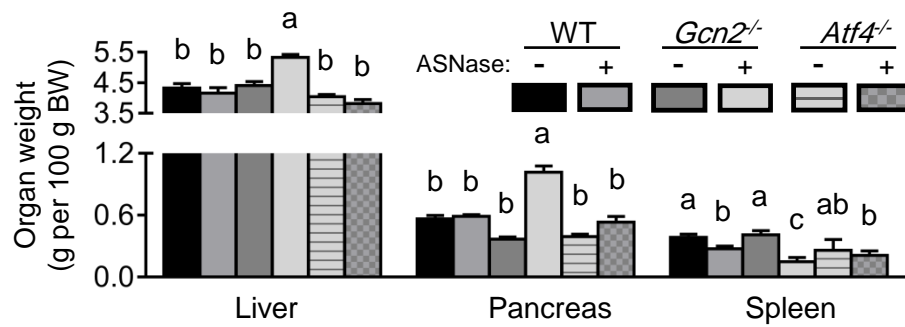 WT Gcn2-/- Atf4-/-
ASNase: - + - + - +
Organ weight
(g per 100 g BW)
5.5
4.5
3.5
1.2
0.6
0.0
b b b a b b
b b b a b b
a b a c ab b
Liver Pancreas Spleen